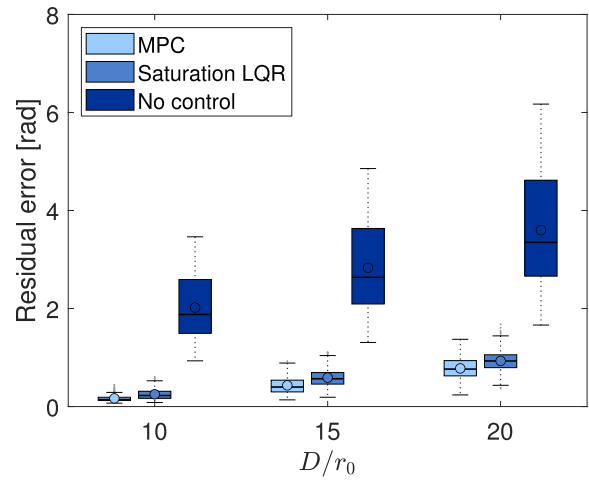 8
6
4
2
0
Residual error [rad]
MPC
Saturation LQR
No control
10 15 20
D/r₀